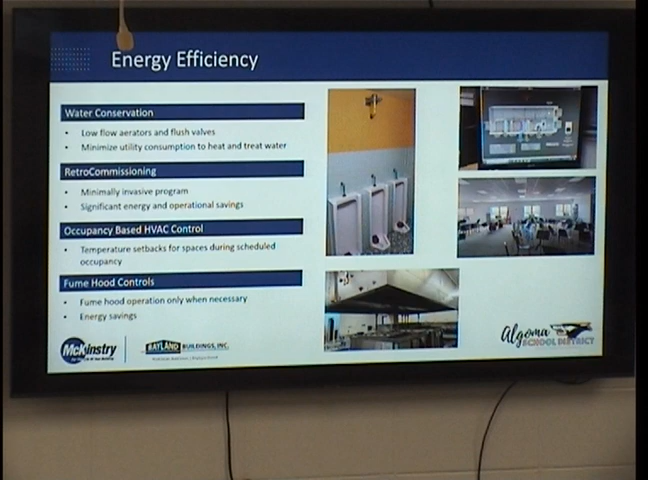 Energy Efficiency
Water Conservation
• Low flow aerators and flush valves
• Minimize utility consumption to heat and treat water
RetroCommissioning
• Minimally invasive program
• Significant energy and operational savings
Occupancy Based HVAC Control
• Temperature setbacks for spaces during scheduled
occupancy
Fume Hood Controls
• Fume hood operation only when necessary
• Energy savings
McKinstry
BAYLAND BUILDINGS, INC.
Algoma
SCHOOL DISTRICT